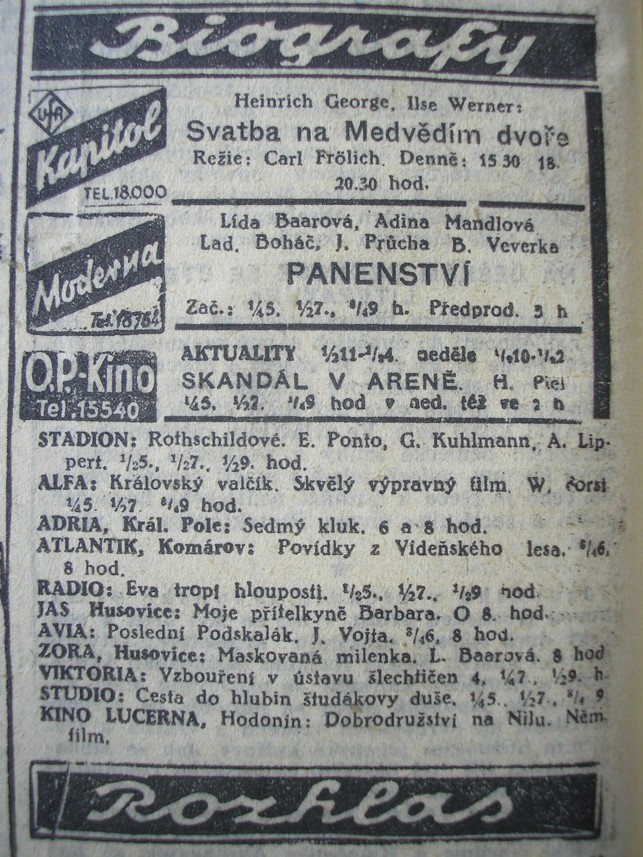 Biografy
UFA
Kapitol
TEL.18.000
Heinrich George, Ilse Werner:
Svatba na Medvědím dvoře
Režie: Carl Frölich. Denně: 15.30 18.
20.30 hod.
Moderna
Lída Baarová, Adina Mandlová
Lad. Boháč, J. Průcha B. Veverka
PANENSTVÍ
Zač.: ¼5, ½7., ¾9 h. Předprod. 3 h
O.P.-Kino
Tel.15540
AKTUALITY neděle
SKANDÁL V ARENĚ. H. Piel
¼5, ½7. ¾9 hod v ned. též ve 2 h
STADION: Rothschildové. E. Ponto, G. Kuhlmann, A. Lip-
pert. ½5., ½7., ½9. hod.
ALFA: Královský valčík. Skvělý výpravný film. W. Forst
¼5. ½7. ¾9 hod.
ADRIA, Král. Pole: Sedmý kluk. 6 a 8 hod.
ATLANTIK, Komárov: Povídky z Vídeňského lesa. ¾6,
8 hod.
RADIO: Eva tropí hlouposti. ½5., ½7., ½9 hod.
JAS Husovice: Moje přítelkyně Barbara. O 8. hod.
AVIA: Poslední Podskalák. J. Vojta. ¾6, 8 hod.
ZORA, Husovice: Maskovaná milenka. L. Baarová. 8 hod
VIKTORIA: Vzbouření v ústavu šlechtičen 4, ¼7., ½9. h.
STUDIO: Cesta do hlubin študákovy duše. ¼5., ½7., ¾ 9
KINO LUCERNA, Hodonín: Dobrodružství na Nilu. Něm.
film,
Rozhlas